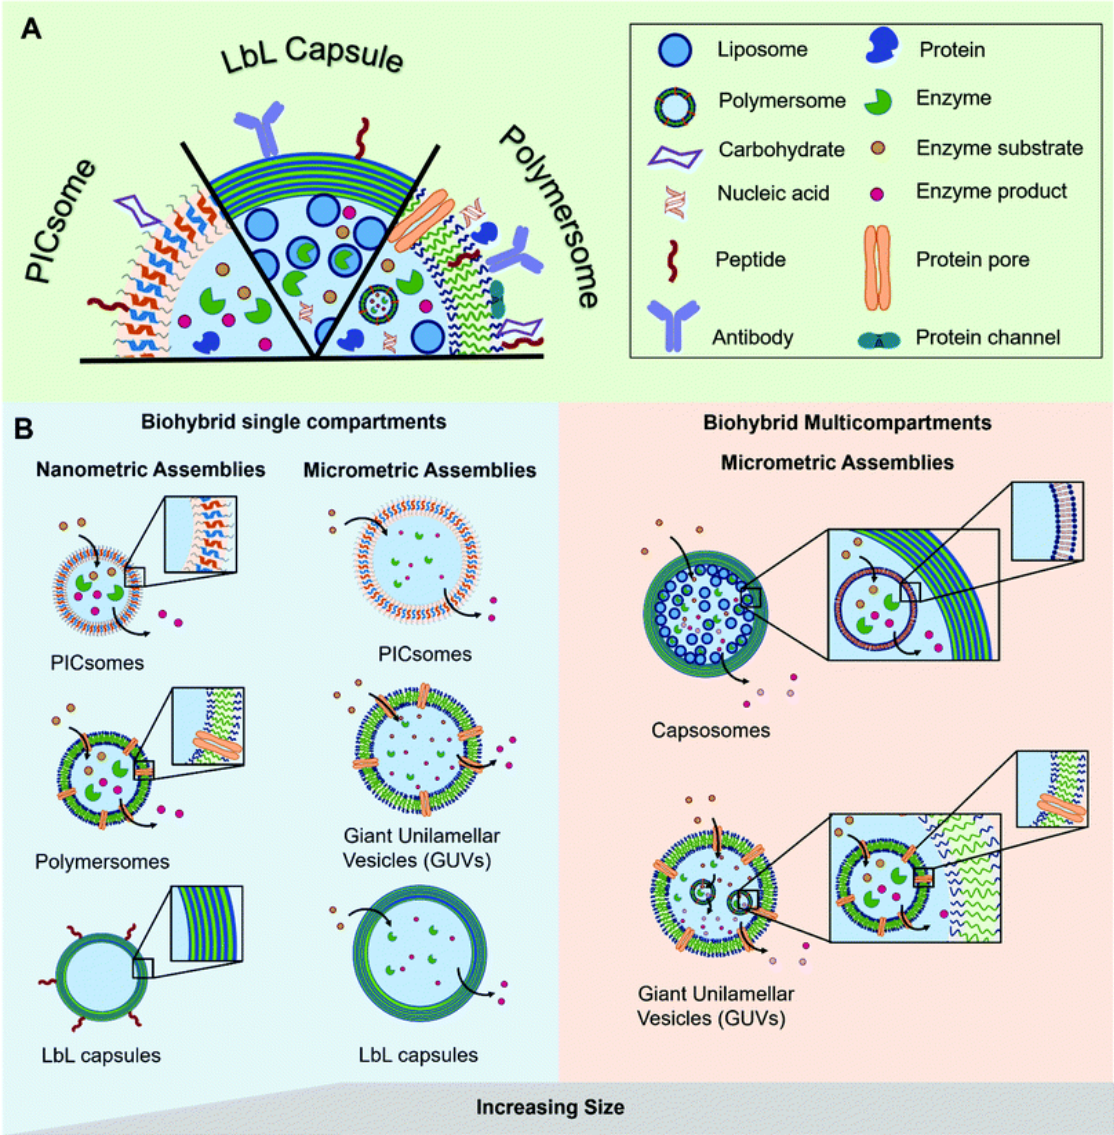 A
LbL Capsule
PICsome
Polymersome
Liposome
Protein
Polymersome
Enzyme
Carbohydrate
Enzyme substrate
Nucleic acid
Enzyme product
Peptide
Protein pore
Antibody
Protein channel
B
Biohybrid single compartments
Nanometric Assemblies
Micrometric Assemblies
PICsomes
PICsomes
Polymersomes
Giant Unilamellar
Vesicles (GUVs)
LbL capsules
LbL capsules
Biohybrid Multicompartments
Micrometric Assemblies
Capsosomes
Giant Unilamellar
Vesicles (GUVs)
Increasing Size